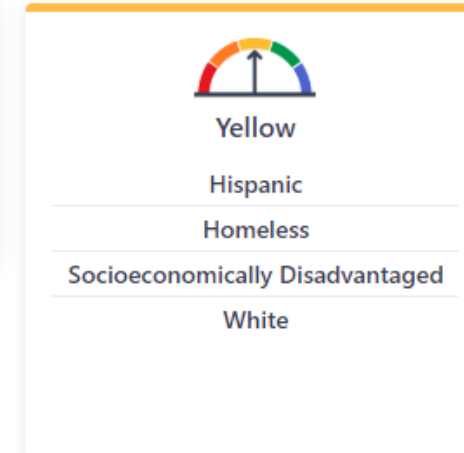 Yellow
Hispanic
Homeless
Socioeconomically Disadvantaged
White